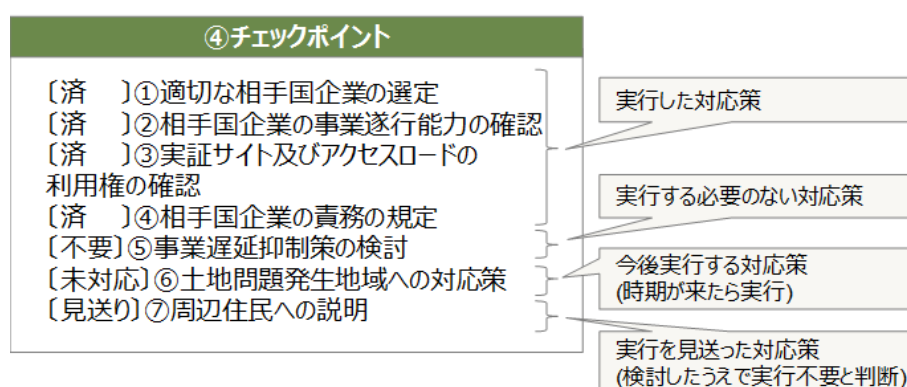 ④チェックポイント
〔済　〕①適切な相手国企業の選定
〔済　〕②相手国企業の事業遂行能力の確認
〔済　〕③実証サイト及びアクセスロードの
利用権の確認
〔済　〕④相手国企業の責務の規定
〔不要〕⑤事業遅延抑制策の検討
〔未対応〕⑥土地問題発生地域への対応策
〔見送り〕⑦周辺住民への説明
実行した対応策
実行する必要のない対応策
今後実行する対応策
(時期が来たら実行)
実行を見送った対応策
(検討したうえで実行不要と判断)